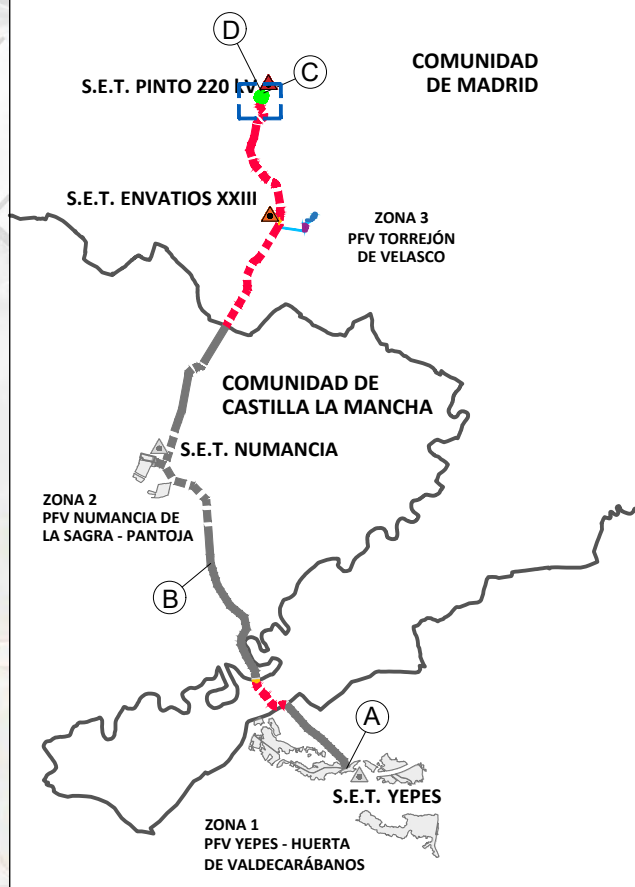 D
C
COMUNIDAD
DE MADRID
S.E.T. PINTO 220 kV
S.E.T. ENVATIOS XXIII
ZONA 3
PFV TORREJÓN
DE VELASCO
COMUNIDAD DE
CASTILLA LA MANCHA
S.E.T. NUMANCIA
ZONA 2
PFV NUMANCIA DE
LA SAGRA - PANTOJA
B
A
S.E.T. YEPES
ZONA 1
PFV YEPES - HUERTA
DE VALDECARÁBANOS